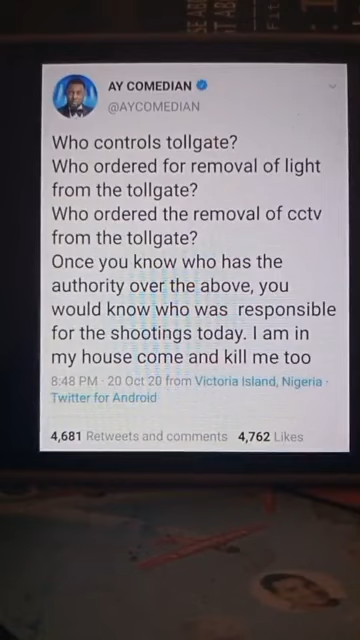 AY COMEDIAN
@AYCOMEDIAN
Who controls tollgate?
Who ordered for removal of light
from the tollgate?
Who ordered the removal of cctv
from the tollgate?
Once you know who has the
authority over the above, you
would know who was responsible
for the shootings today. I am in
my house come and kill me too
8:48 PM · 20 Oct 20 from Victoria Island, Nigeria ·
Twitter for Android
4,681 Retweets and comments 4,762 Likes